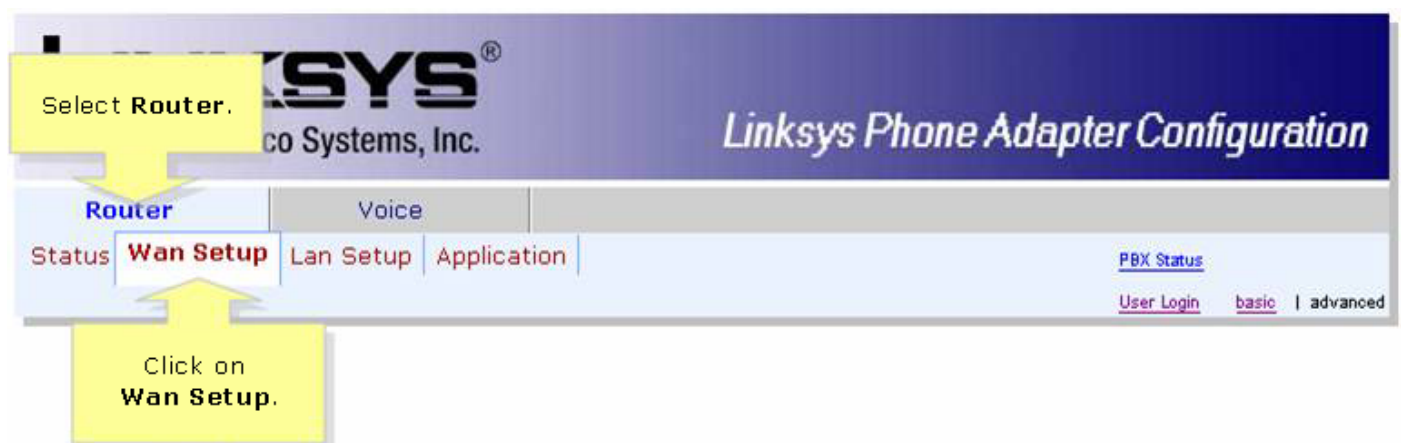 Select Router.
KSYS®
co Systems, Inc.
Linksys Phone Adapter Configuration
Router Voice
Status Wan Setup Lan Setup Application
PBX Status
User Login basic | advanced
Click on
Wan Setup.